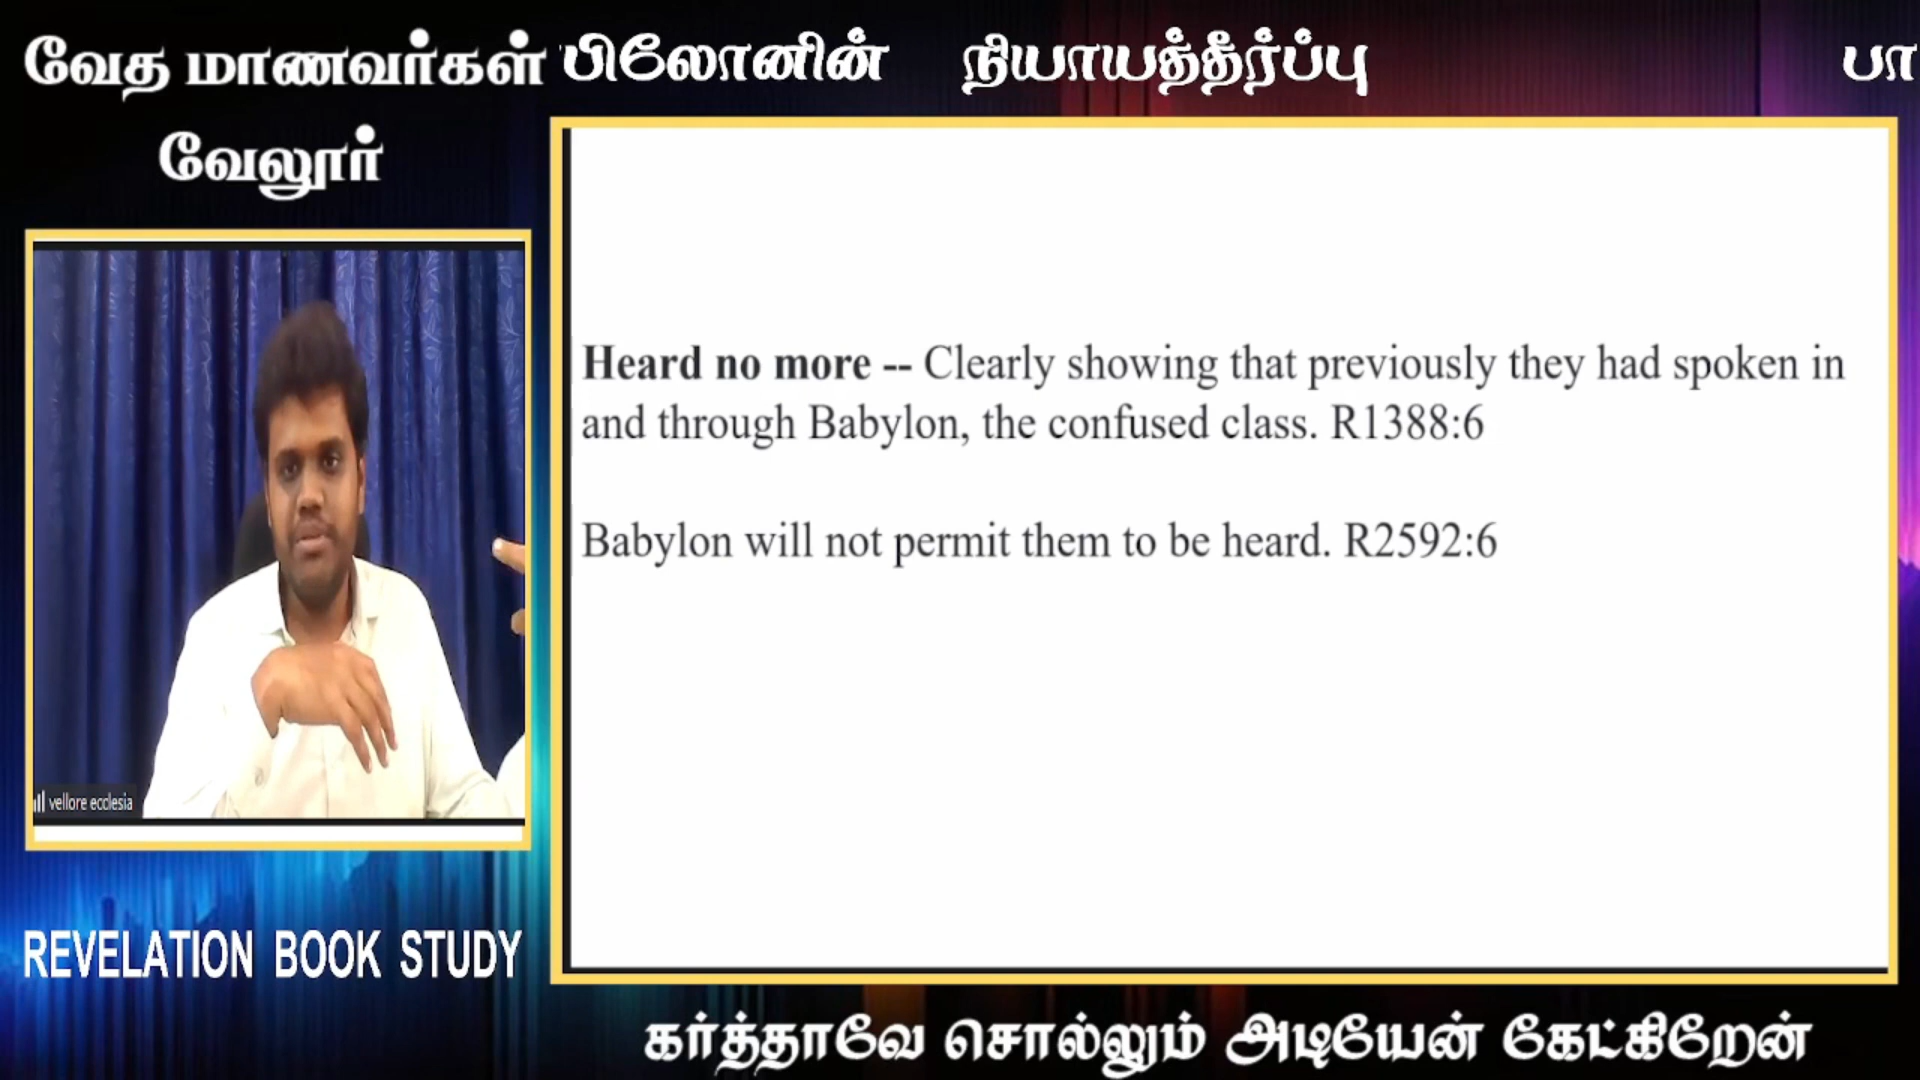 வேத மாணவர்கள்
வேலூர்
பிலோனின் நியாயத்தீர்ப்பு பா
Heard no more -- Clearly showing that previously they had spoken in
and through Babylon, the confused class. R1388:6
Babylon will not permit them to be heard. R2592:6
vellore ecclesia
REVELATION BOOK STUDY
கர்த்தாவே சொல்லும் அடியேன் கேட்கிறேன்